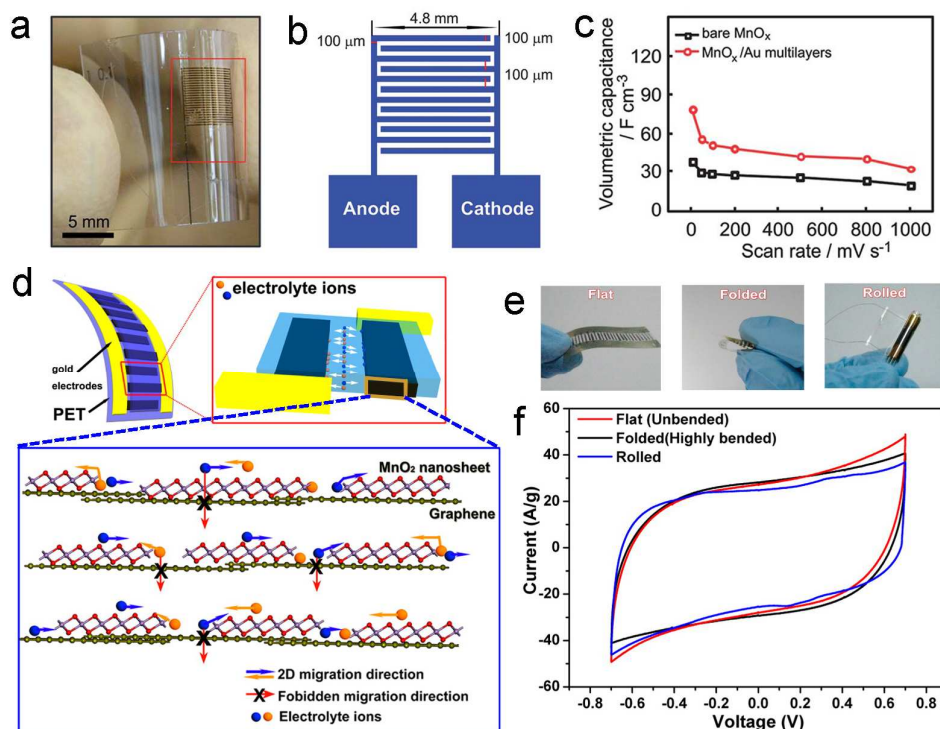 a
5 mm
b
4.8 mm
100 μm
100 μm
100 μm
Anode
Cathode
c
bare MnOx
MnOx/Au multilayers
Volumetric capacitance
/ F cm-3
120
90
60
30
0
0 200 400 600 800 1000
Scan rate / mV s-1
d
electrolyte ions
gold
electrodes
PET
MnO2 nanosheet
Graphene
2D migration direction
Fobidden migration direction
Electrolyte ions
e
Flat
Folded
Rolled
f
Flat (Unbended)
Folded(Highly bended)
Rolled
Current (A/g)
60
40
20
0
-20
-40
-60
-0.8 -0.6 -0.4 -0.2 0.0 0.2 0.4 0.6 0.8
Voltage (V)